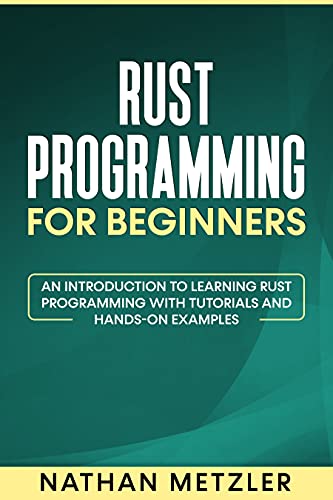 RUST
PROGRAMMING
FOR BEGINNERS
AN INTRODUCTION TO LEARNING RUST
PROGRAMMING WITH TUTORIALS AND
HANDS-ON EXAMPLES
NATHAN METZLER